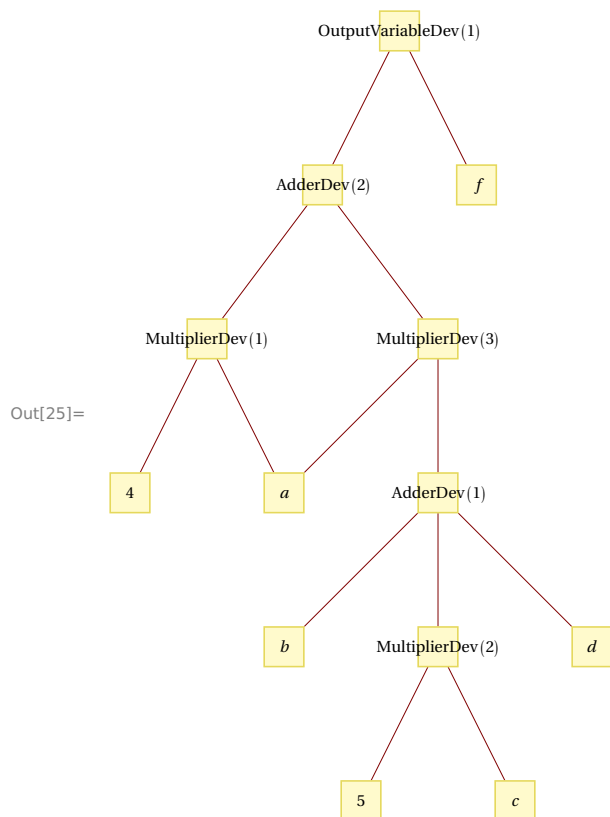 OutputVariableDev(1)
AdderDev(2)
f
MultiplierDev(1)
MultiplierDev(3)
Out[25]=
4
a
AdderDev(1)
b
MultiplierDev(2)
d
5
c